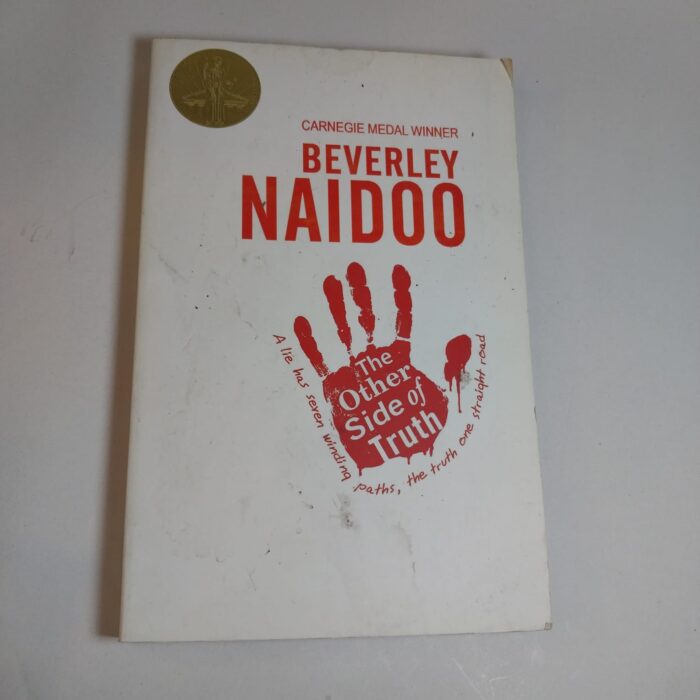 CARNEGIE MEDAL WINNER
BEVERLEY
NAIDOO
The
Other
Side of
Truth
A lie has seven winding paths, the truth one straight road